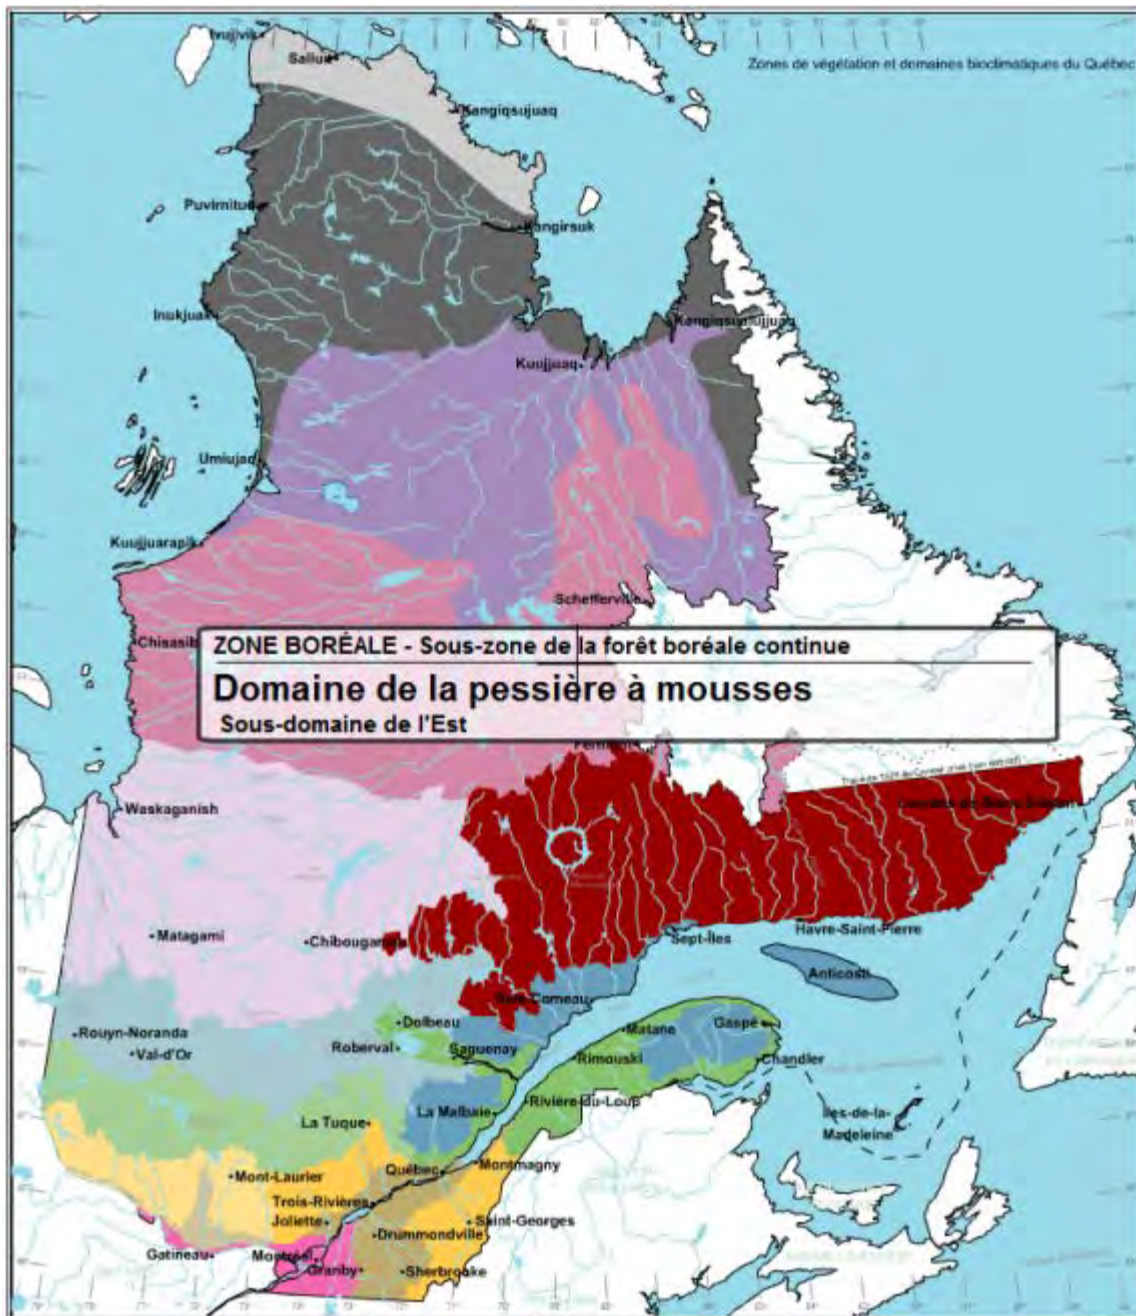 Ivujivik
Salluit
Zones de végétation et domaines bioclimatiques du Québec
Kangiqsujuaq
Puvirnituq
Kangirsuk
Inukjuak
Kangiqsualujjuaq
Kuujjuaq
Umiujaq
Kuujjuarapik
Schefferville
Chisasibi
ZONE BORÉALE - Sous-zone de la forêt boréale continue
Domaine de la pessière à mousses
Sous-domaine de l'Est
Fermont
Waskaganish
Matagami
Chibougamau
Sept-Îles
Havre-Saint-Pierre
Anticosti
Baie-Comeau
Rouyn-Noranda
Dolbeau
Matane
Gaspé
Val-d'Or
Roberval
Saguenay
Rimouski
Chandler
La Malbaie
Rivière-du-Loup
La Tuque
Îles-de-la-
Madeleine
Québec
Montmagny
Mont-Laurier
Trois-Rivières
Joliette
Saint-Georges
Drummondville
Gatineau
Montréal
Granby
Sherbrooke